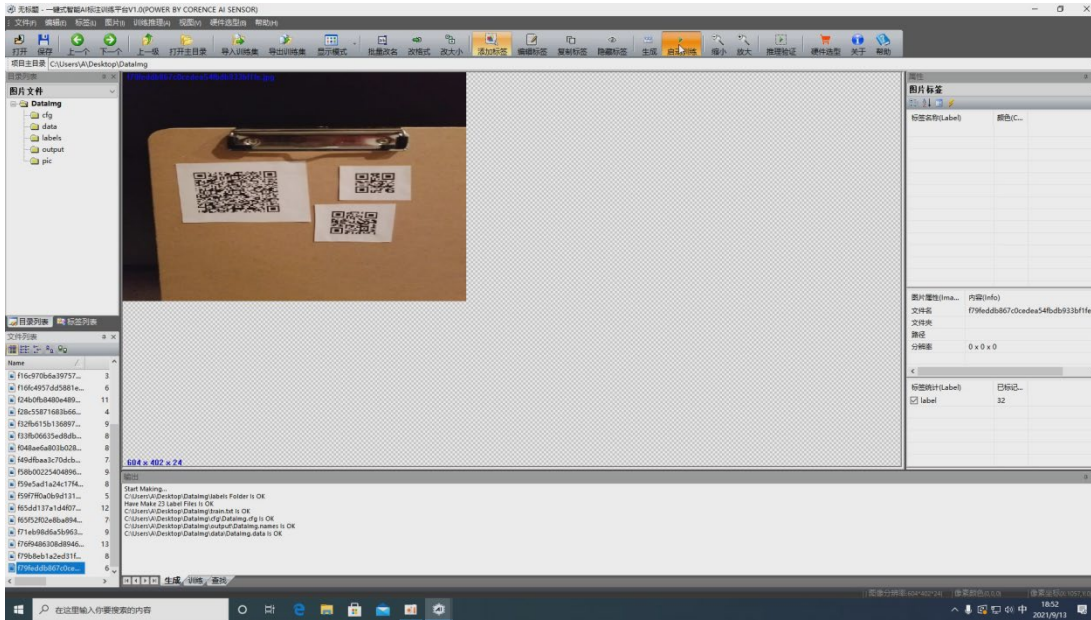 无标题 - 一键式智能AI标注训练平台V1.0(POWER BY CORENCE AI SENSOR)
文件(F) 编辑(E) 标签(L) 图片(I) 训练推理(A) 视图(V) 硬件选型(B) 帮助(H)
打开 保存 上一个 下一个 上一级 打开主目录 导入训练集 导出训练集 显示模式 批量改名 改格式 改大小 添加标签 编辑标签 复制标签 隐藏标签 生成 启动训练 缩小 放大 推理验证 硬件选型 关于 帮助
项目主目录 C:\Users\A\Desktop\DataImg
目录列表
图片文件
DataImg
cfg
data
labels
output
pic
目录列表 标签列表
文件列表
Name
f16c970b6a39757... 3
f16fc4957dd5881e... 6
f24b0fb8480e489... 11
f28c55871683b66... 4
f32fb615b136897... 9
f33fb06635ed8db... 8
f048ae6a803b028... 8
f49dfbaa3c70dcb... 7
f58b00225404896... 9
f59e5ad1a24c17f4... 8
f59f7ff0a0b9d131... 5
f65dd137a1d4f07... 12
f65f52f02e8ba894... 7
f71eb98d6a5b963... 9
f76f9486308d8946... 13
f79b8eb1a2ed31f... 8
f79feddb867c0ce... 6
f79feddb867c0cedea54fbdb933bf1fe.jpg
604 x 402 x 24
输出
Start Making...
C:\Users\A\Desktop\DataImg\labels Folder is OK
Have Make 23 Label Files is OK
C:\Users\A\Desktop\DataImg\train.txt is OK
C:\Users\A\Desktop\DataImg\cfg\DataImg.cfg is OK
C:\Users\A\Desktop\DataImg\output\DataImg.names is OK
C:\Users\A\Desktop\DataImg\data\DataImg.data is OK
生成 训练 查找
属性
图片标签
标签名称(Label) 颜色(C...
图片属性(Ima... 内容(Info)
文件名 f79feddb867c0cedea54fbdb933bf1fe
文件夹
路径
分辨率 0 x 0 x 0
标签统计(Label) 已标记...
label 32
图像分辨率:604*402*24
在这里输入你要搜索的内容
中
18:52
2021/9/13